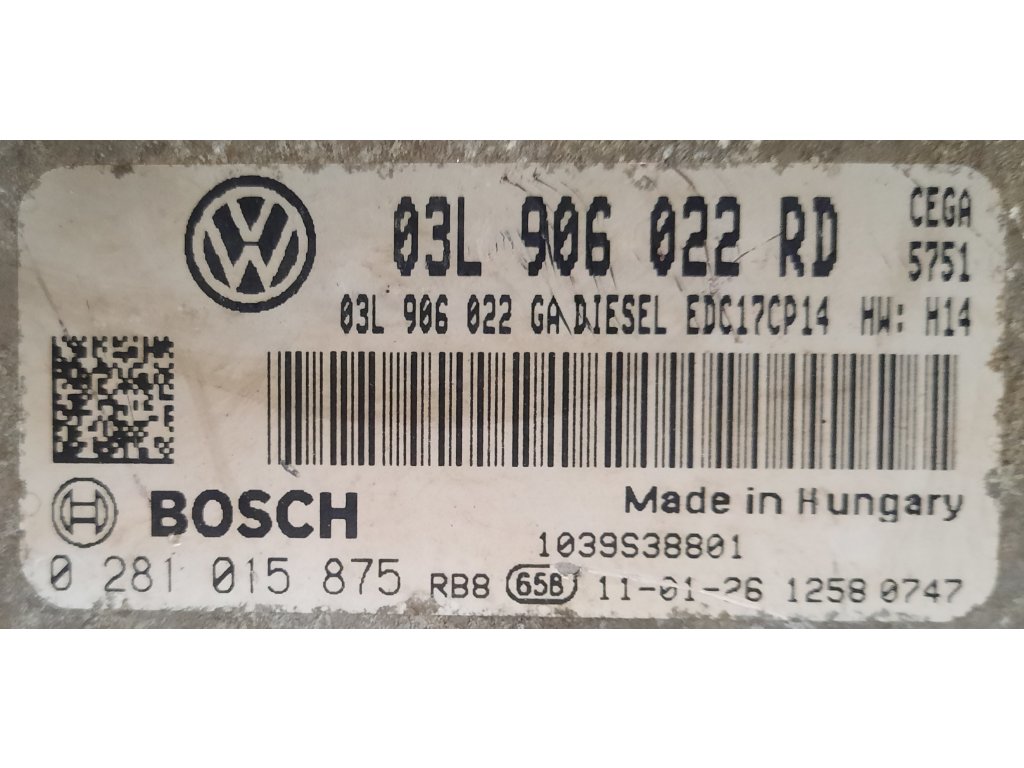 03L 906 022 RD
CEGA
5751
03L 906 022 GA DIESEL EDC17CP14 HW: H14
BOSCH
Made in Hungary
1039S38801
0 281 015 875 RB8 65B 11-01-26 1258 0747